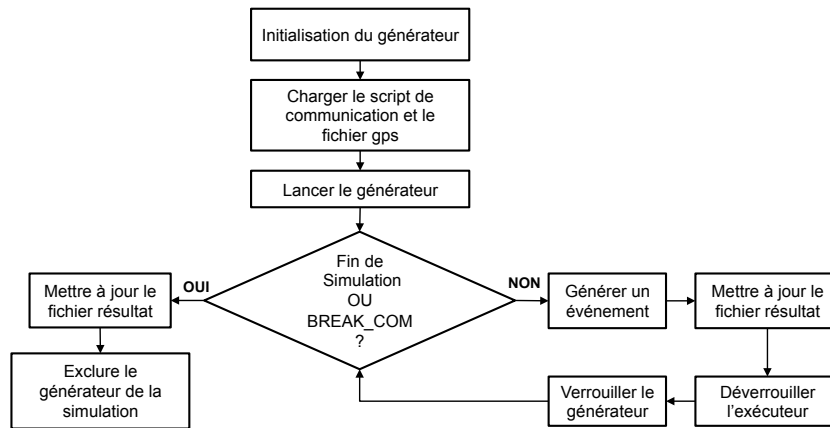 Initialisation du générateur
Charger le script de
communication et le
fichier gps
Lancer le générateur
Fin de
Simulation
OU
BREAK_COM
?
OUI
NON
Mettre à jour le
fichier résultat
Exclure le
générateur de la
simulation
Générer un
événement
Mettre à jour le
fichier résultat
Déverrouiller
l'exécuteur
Verrouiller le
générateur